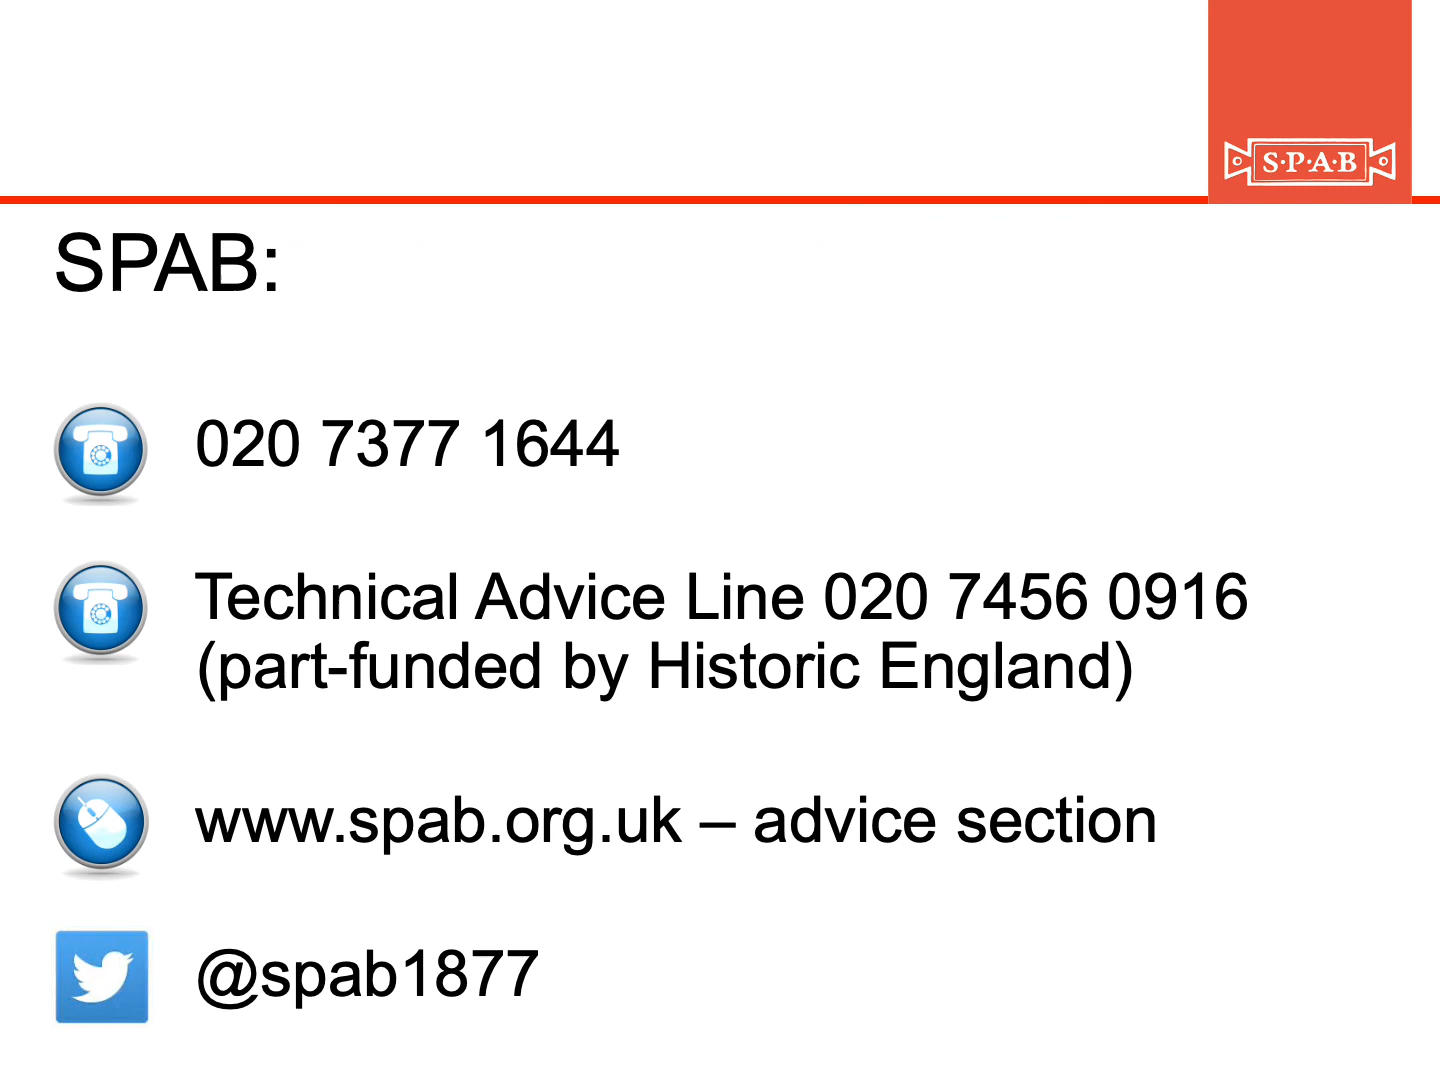 S·P·A·B
SPAB:
020 7377 1644
Technical Advice Line 020 7456 0916
(part-funded by Historic England)
www.spab.org.uk – advice section
@spab1877